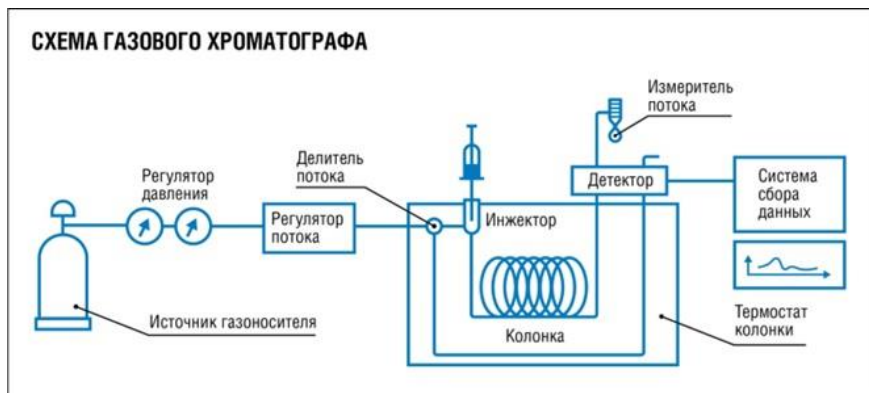 СХЕМА ГАЗОВОГО ХРОМАТОГРАФА
Измеритель
потока
Делитель
потока
Регулятор
давления
Детектор
Система
сбора
данных
Регулятор
потока
Инжектор
Источник газоносителя
Колонка
Термостат
колонки